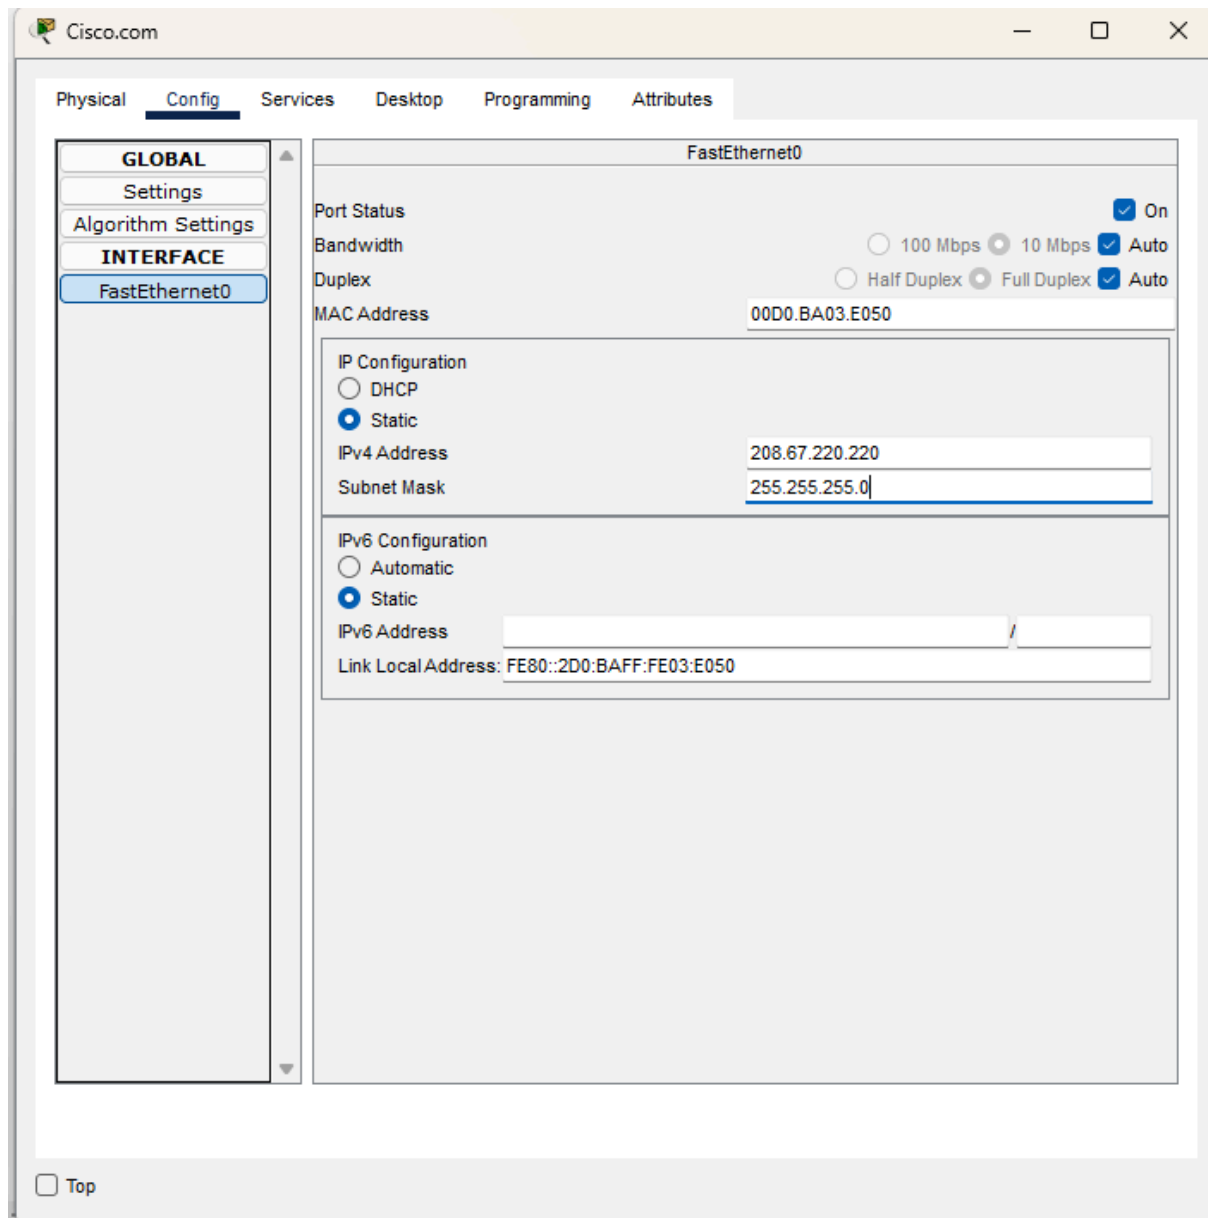 Cisco.com
Physical Config Services Desktop Programming Attributes
GLOBAL
Settings
Algorithm Settings
INTERFACE
FastEthernet0
FastEthernet0
Port Status On
Bandwidth 100 Mbps 10 Mbps Auto
Duplex Half Duplex Full Duplex Auto
MAC Address 00D0.BA03.E050
IP Configuration
DHCP
Static
IPv4 Address 208.67.220.220
Subnet Mask 255.255.255.0
IPv6 Configuration
Automatic
Static
IPv6 Address /
Link Local Address: FE80::2D0:BAFF:FE03:E050
Top